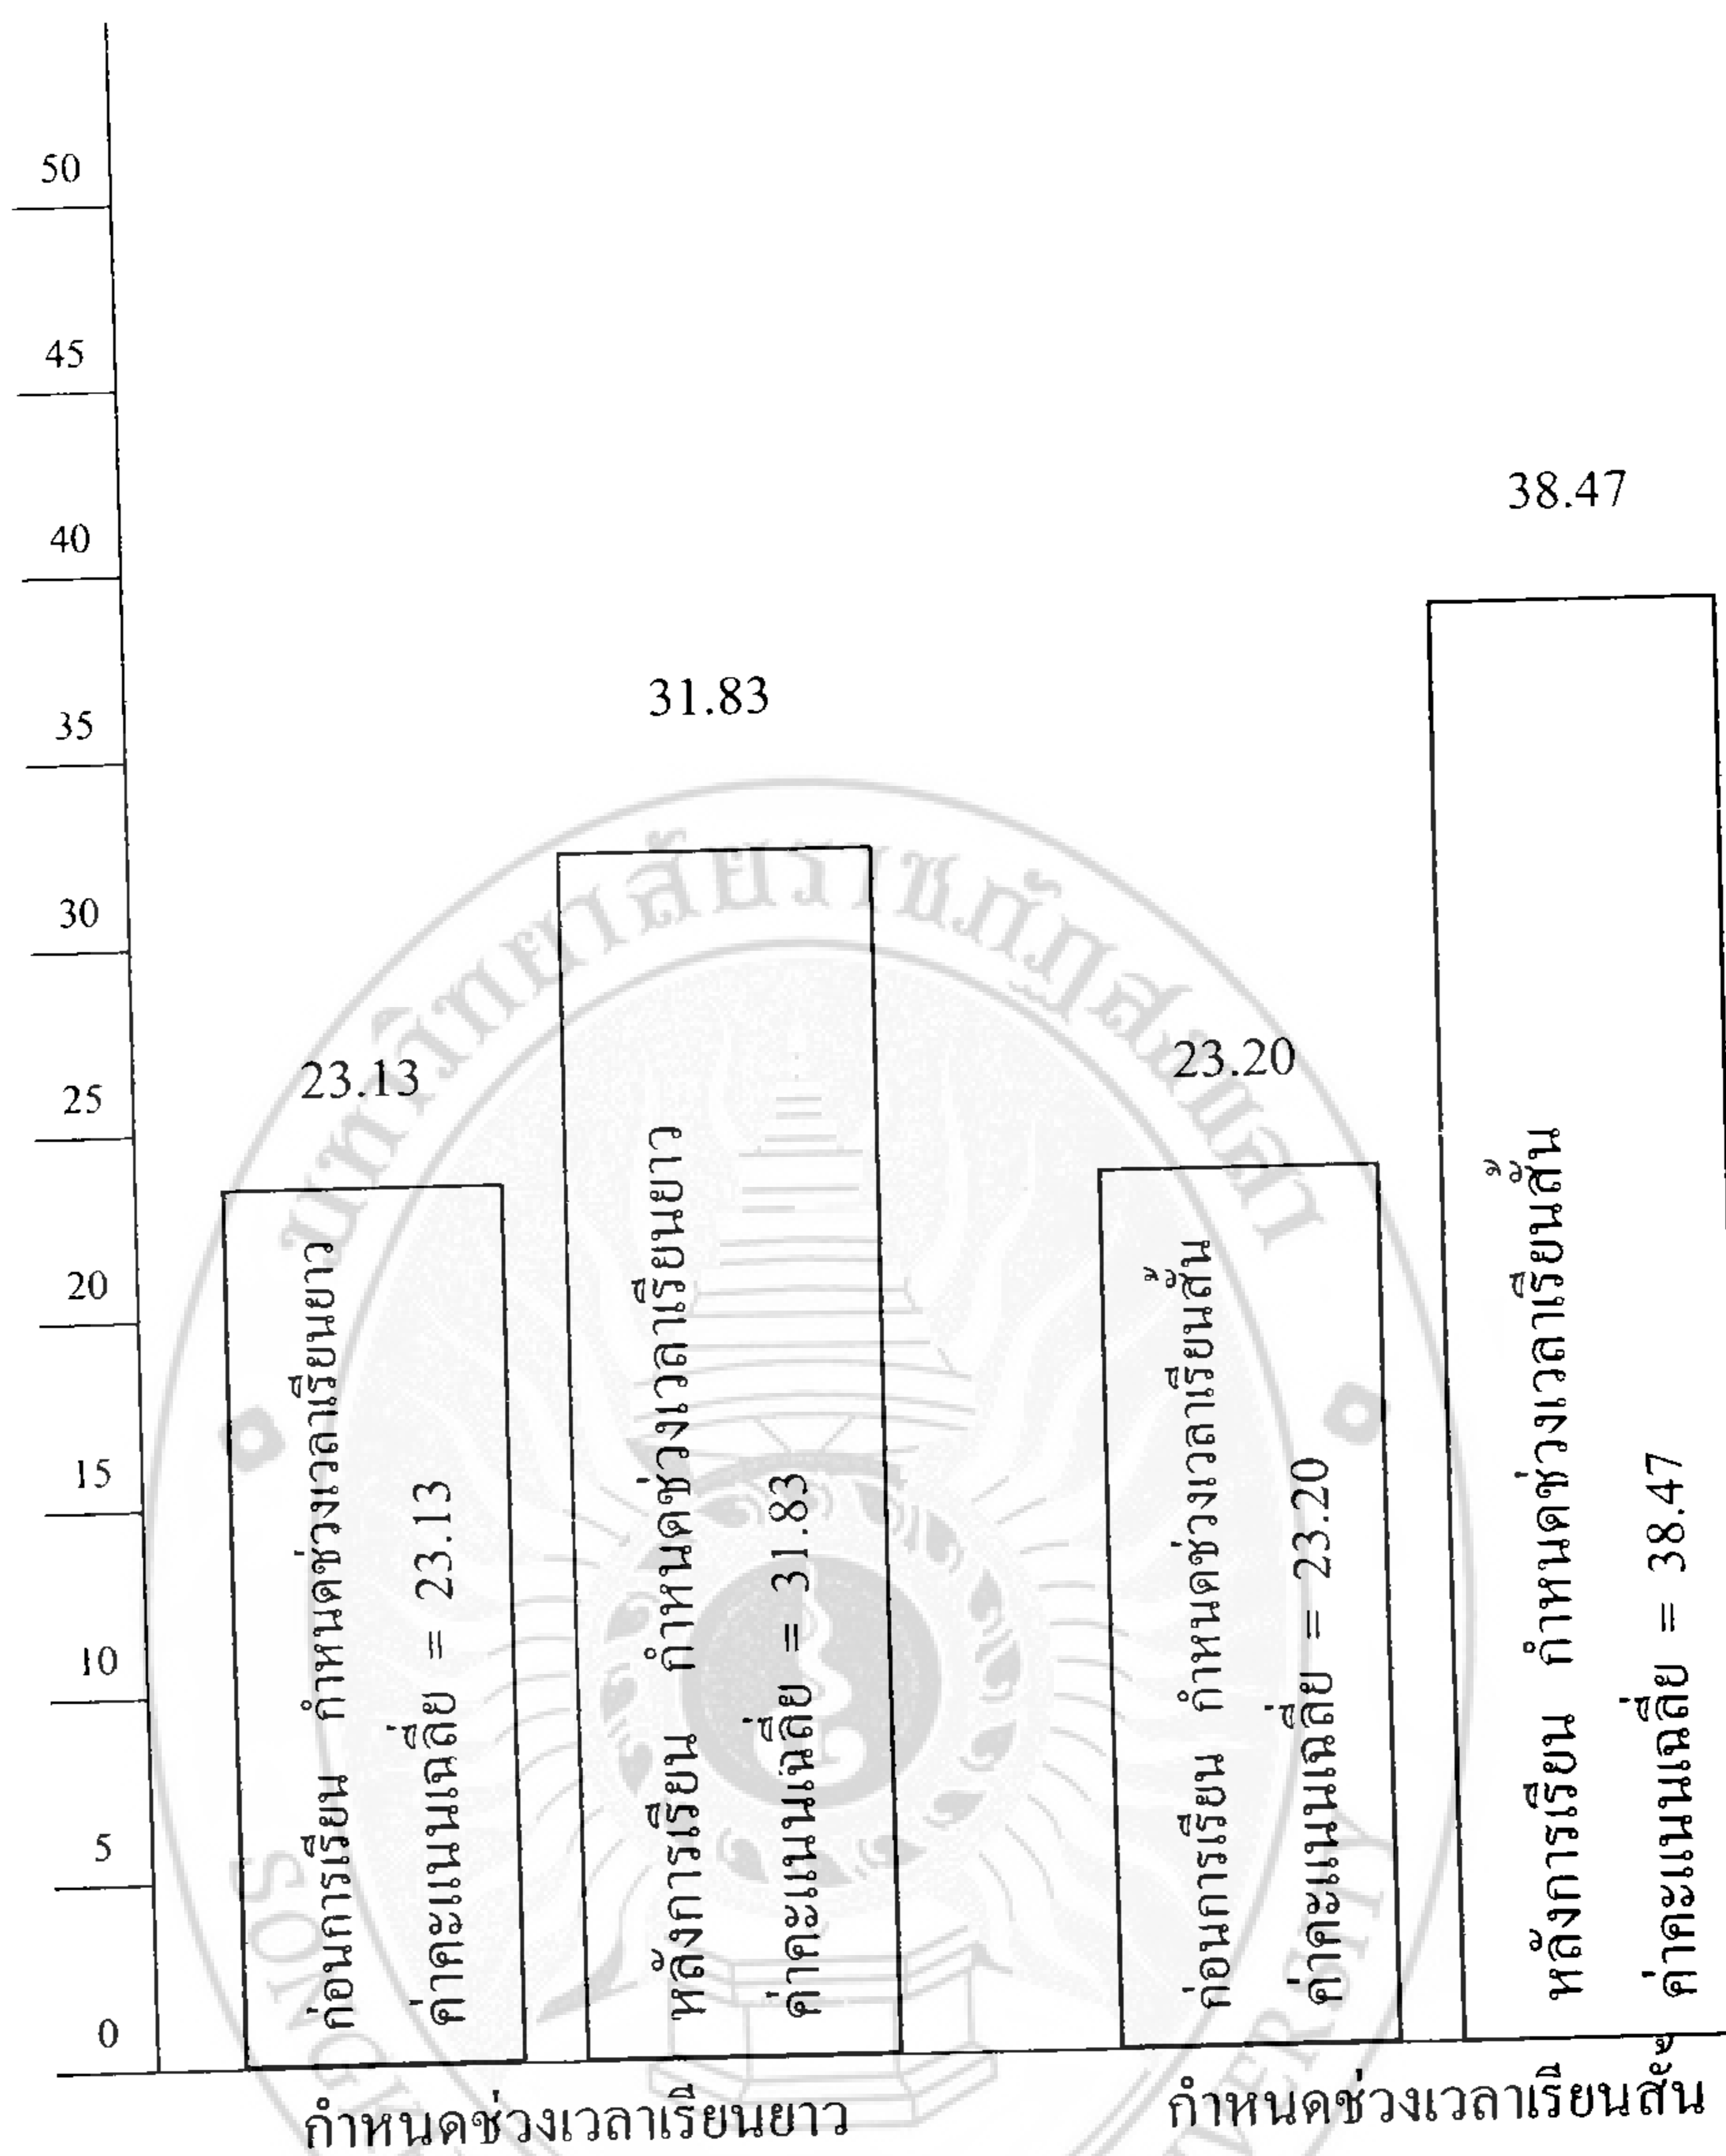 50
45
40
35
30
25
20
15
10
5
0
23.13
31.83
23.20
38.47
ก่อนการเรียน กำหนดช่วงเวลาเรียนยาว
ค่าคะแนนเฉลี่ย = 23.13
หลังการเรียน กำหนดช่วงเวลาเรียนยาว
ค่าคะแนนเฉลี่ย = 31.83
ก่อนการเรียน กำหนดช่วงเวลาเรียนสั้น
ค่าคะแนนเฉลี่ย = 23.20
หลังการเรียน กำหนดช่วงเวลาเรียนสั้น
ค่าคะแนนเฉลี่ย = 38.47
กำหนดช่วงเวลาเรียนยาว
กำหนดช่วงเวลาเรียนสั้น